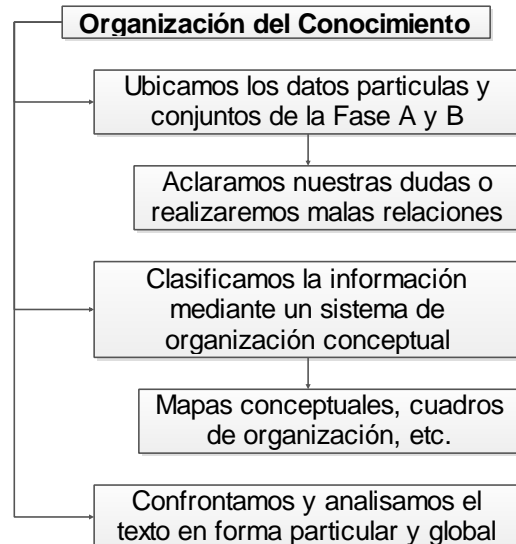 Organización del Conocimiento
Ubicamos los datos particulas y
conjuntos de la Fase A y B
Aclaramos nuestras dudas o
realizaremos malas relaciones
Clasificamos la información
mediante un sistema de
organización conceptual
Mapas conceptuales, cuadros
de organización, etc.
Confrontamos y analisamos el
texto en forma particular y global